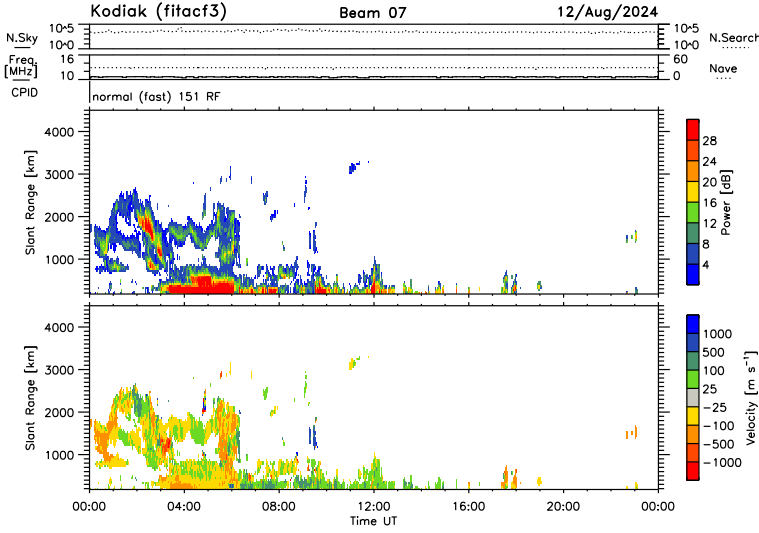 Kodiak (fitacf3) Beam 07 12/Aug/2024
N.Sky 10^5 10^0 10^5 10^0 N.Search
Freq. [MHz] 16 10 60 0 Nave
CPID normal (fast) 151 RF
Slant Range [km] 4000 3000 2000 1000
28 24 20 16 12 8 4 Power [dB]
Slant Range [km] 4000 3000 2000 1000
1000 500 100 25 -25 -100 -500 -1000 Velocity [m s^-1]
00:00 04:00 08:00 12:00 16:00 20:00 00:00
Time UT